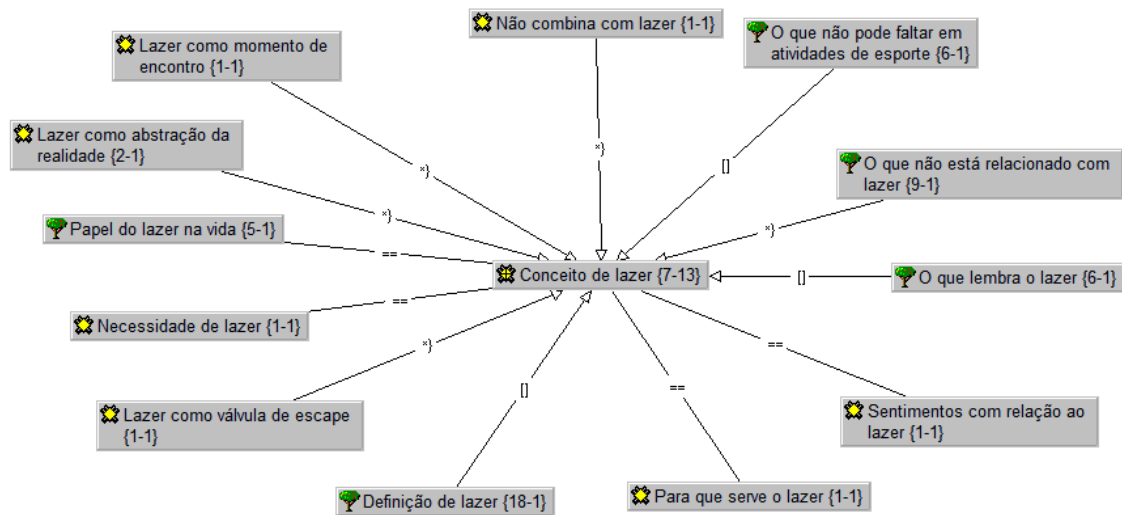 Não combina com lazer {1-1}
O que não pode faltar em
atividades de esporte {6-1}
Lazer como momento de
encontro {1-1}
Lazer como abstração da
realidade {2-1}
*}
*}
[]
O que não está relacionado com
lazer {9-1}
*}
*}
Papel do lazer na vida {5-1}
==
Conceito de lazer {7-13}
[]
O que lembra o lazer {6-1}
Necessidade de lazer {1-1}
==
*}
==
[]
==
Lazer como válvula de escape
{1-1}
Sentimentos com relação ao
lazer {1-1}
Definição de lazer {18-1}
Para que serve o lazer {1-1}